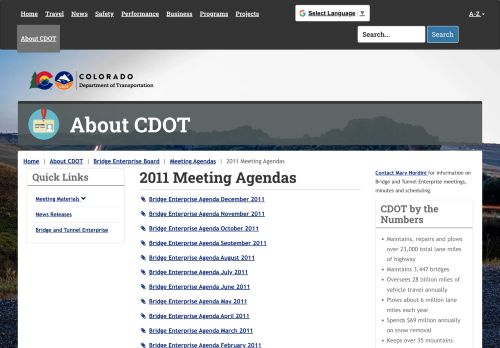 Home Travel News Safety Performance Business Programs Projects
Select Language ▼
A-Z
About CDOT
Search... Search
COLORADO
Department of Transportation
About CDOT
Home | About CDOT | Bridge Enterprise Board | Meeting Agendas | 2011 Meeting Agendas
Quick Links
Meeting Materials
News Releases
Bridge and Tunnel Enterprise
2011 Meeting Agendas
Bridge Enterprise Agenda December 2011
Bridge Enterprise Agenda November 2011
Bridge Enterprise Agenda October 2011
Bridge Enterprise Agenda September 2011
Bridge Enterprise Agenda August 2011
Bridge Enterprise Agenda July 2011
Bridge Enterprise Agenda June 2011
Bridge Enterprise Agenda May 2011
Bridge Enterprise Agenda April 2011
Bridge Enterprise Agenda March 2011
Bridge Enterprise Agenda February 2011
Contact Mary Nordini for information on
Bridge and Tunnel Enterprise meetings,
minutes and scheduling.
CDOT by the
Numbers
Maintains, repairs and plows
over 23,000 total lane miles
of highway
Maintains 3,447 bridges
Oversees 28 billion miles of
vehicle travel annually
Plows about 6 million lane
miles each year
Spends $69 million annually
on snow removal
Keeps over 35 mountains